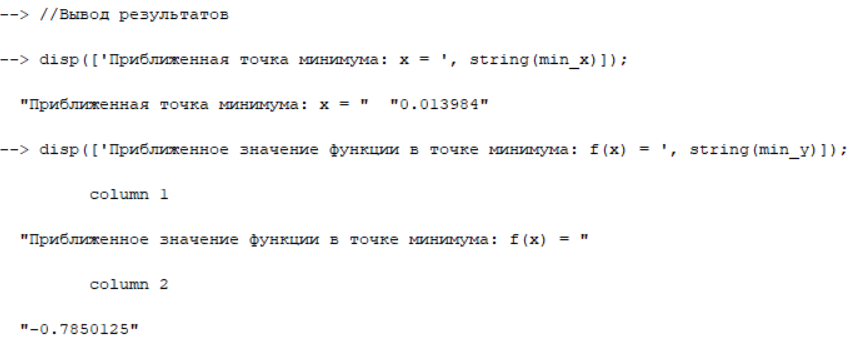 --> //Вывод результатов
--> disp(['Приближенная точка минимума: x = ', string(min_x)]);
"Приближенная точка минимума: x = "  "0.013984"
--> disp(['Приближенное значение функции в точке минимума: f(x) = ', string(min_y)]);
column 1
"Приближенное значение функции в точке минимума: f(x) = "
column 2
"-0.7850125"